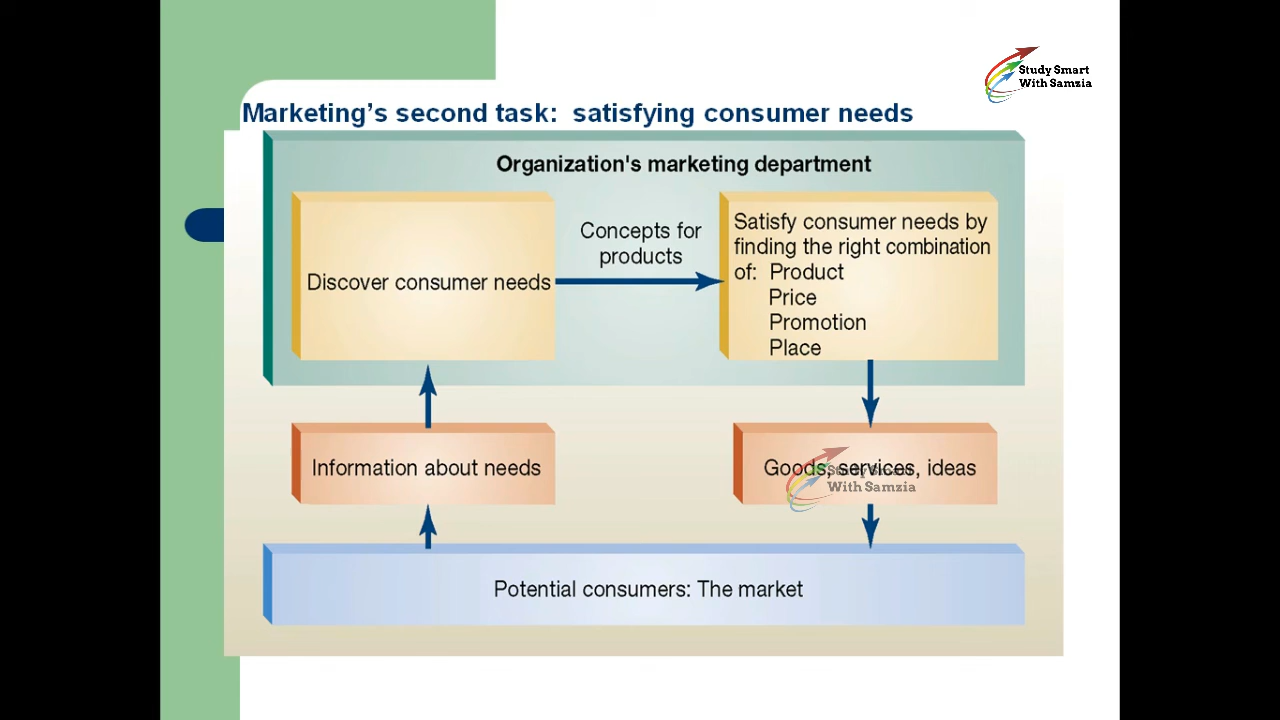 Study Smart
With Samzia
Marketing's second task: satisfying consumer needs
Organization's marketing department
Discover consumer needs
Concepts for
products
Satisfy consumer needs by
finding the right combination
of: Product
Price
Promotion
Place
Information about needs
Goods, services, ideas
Study Smart
With Samzia
Potential consumers: The market